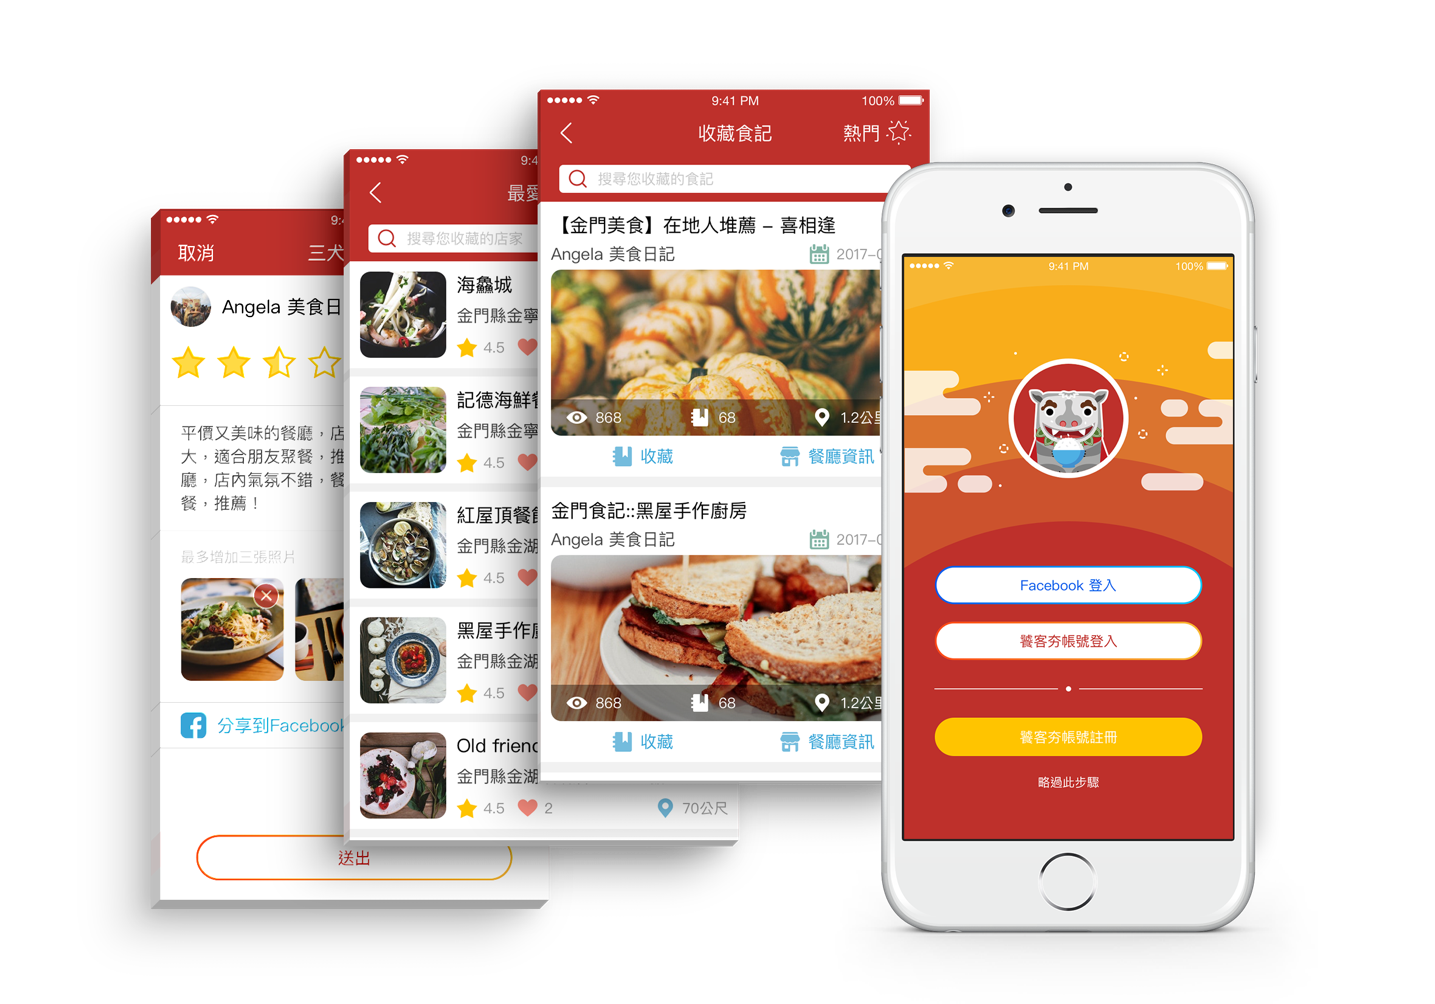 9:4
取消
三犬
Angela 美食日
平價又美味的餐廳，店
大，適合朋友聚餐，推
廳，店內氣氛不錯，餐
餐，推薦！
最多增加三張照片
分享到Facebook
送出
9:4
最愛
搜尋您收藏的店家
海鱻城
金門縣金寧
4.5
記德海鮮餐
金門縣金寧
4.5
紅屋頂餐館
金門縣金湖
4.5
黑屋手作廚
金門縣金湖
4.5
Old frien
金門縣金湖
4.5
2
70公尺
9:41 PM
100%
收藏食記
熱門
搜尋您收藏的食記
【金門美食】在地人堆薦 – 喜相逢
Angela 美食日記
2017-0
868
68
1.2公里
收藏
餐廳資訊
金門食記::黑屋手作廚房
Angela 美食日記
2017-0
868
68
1.2公里
收藏
餐廳資訊
9:41 PM
100%
Facebook 登入
饕客夯帳號登入
饕客夯帳號註冊
略過此步驟